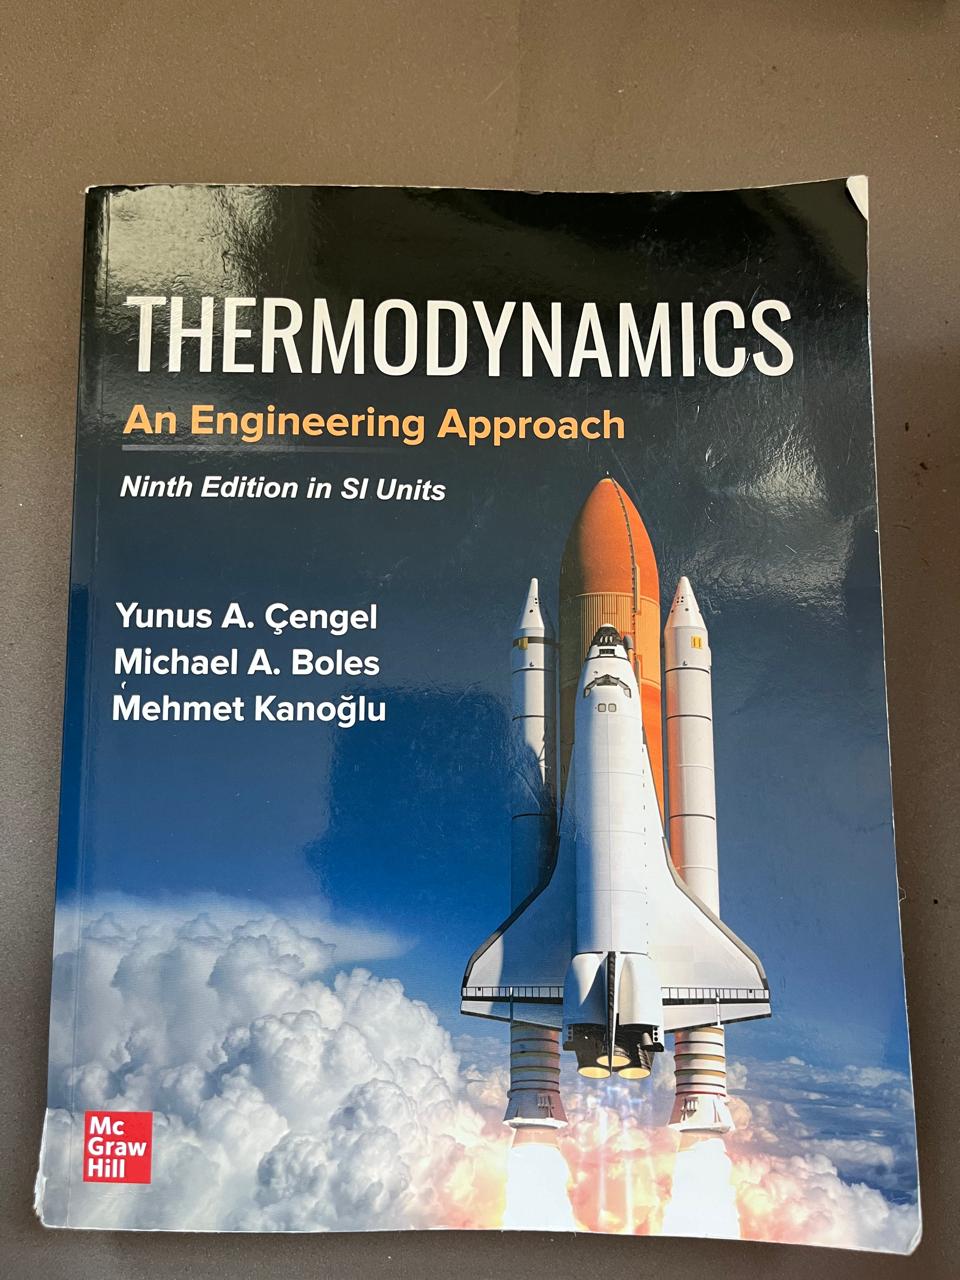 THERMODYNAMICS
An Engineering Approach
Ninth Edition in SI Units
Yunus A. Çengel
Michael A. Boles
Mehmet Kanoğlu
Mc
Graw
Hill